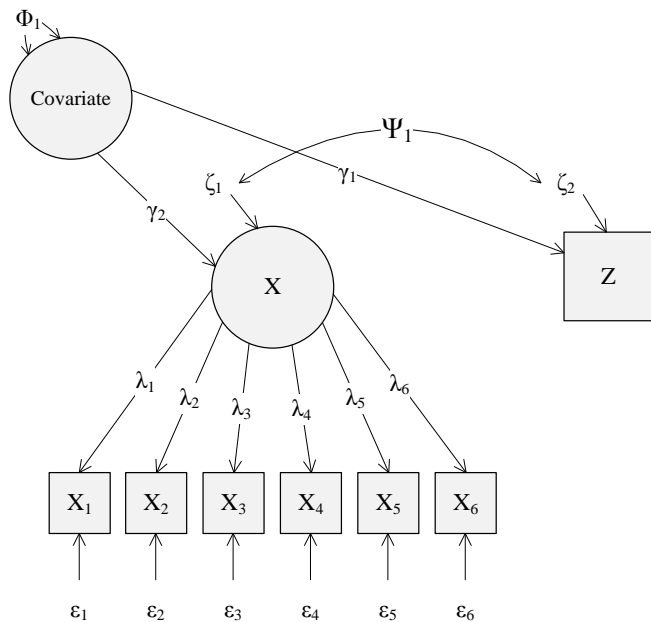 Φ₁
Covariate
Ψ₁
ζ₁
γ₁
ζ₂
γ₂
X
Z
λ₁
λ₂
λ₃
λ₄
λ₅
λ₆
X₁ X₂ X₃ X₄ X₅ X₆
ε₁ ε₂ ε₃ ε₄ ε₅ ε₆